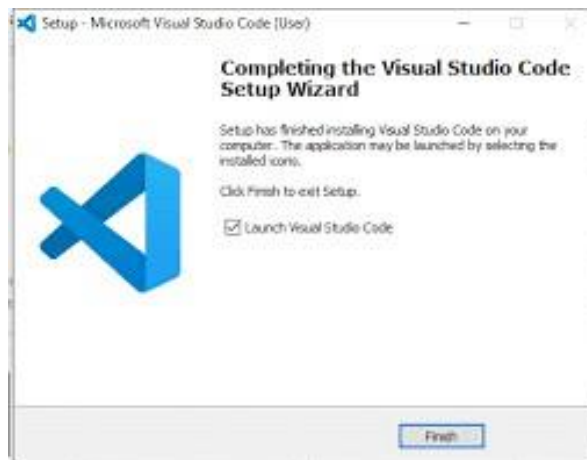 Setup - Microsoft Visual Studio Code (User)
Completing the Visual Studio Code
Setup Wizard
Setup has finished installing Visual Studio Code on your
computer. The application may be launched by selecting the
installed icons.
Click Finish to exit Setup.
Launch Visual Studio Code
Finish